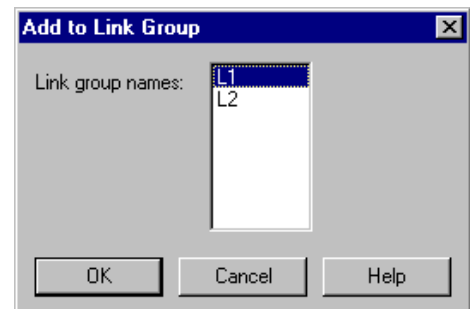 Add to Link Group
Link group names:
L1
L2
OK Cancel Help